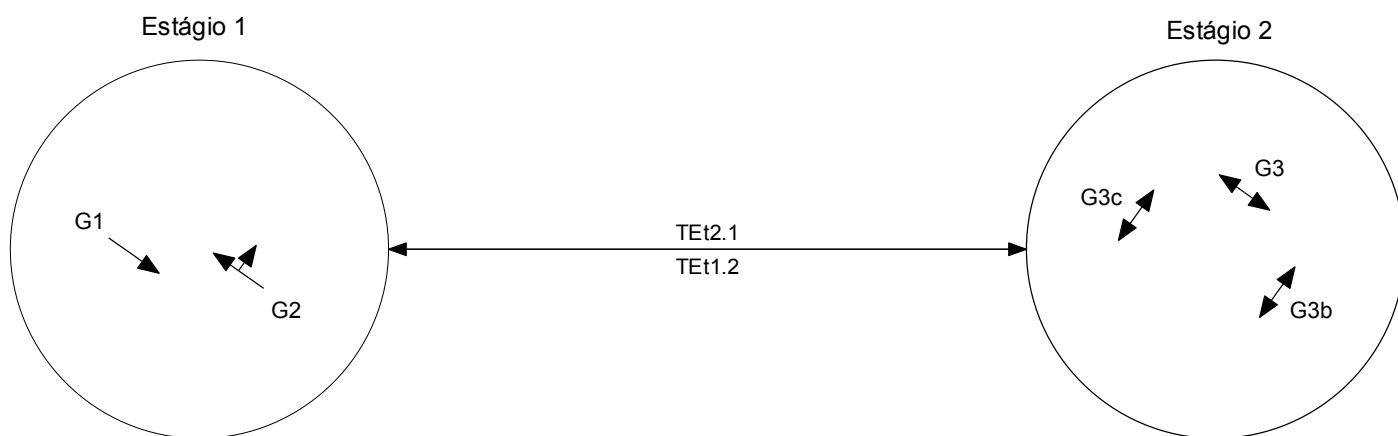 Estágio 1
Estágio 2
G1
G2
TEt2.1
TEt1.2
G3c
G3
G3b